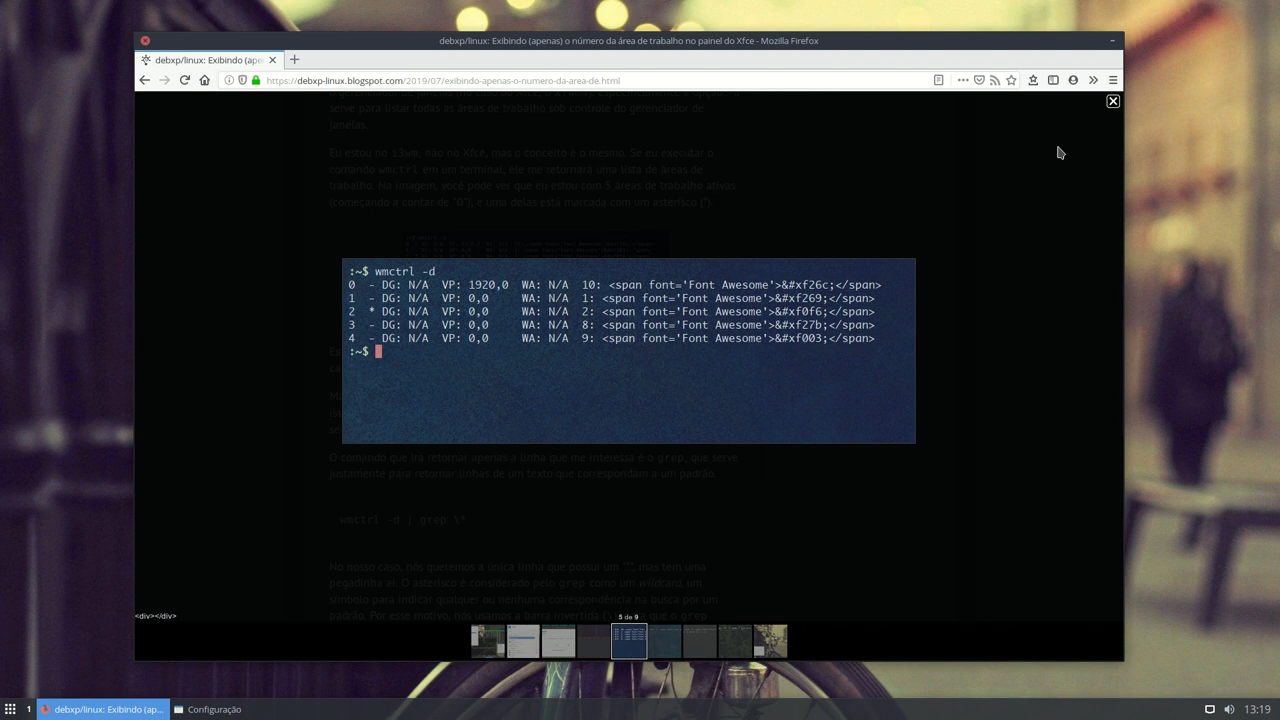 debxp/linux: Exibindo (apenas) o número da área de trabalho no painel do Xfce - Mozilla Firefox
debxp/linux: Exibindo (ape
https://debxp-linux.blogspot.com/2019/07/exibindo-apenas-o-numero-da-area-de.html
serve para listar todas as áreas de trabalho sob controle do gerenciador de
janelas.
Eu estou no i3wm, não no Xfce, mas o conceito é o mesmo. Se eu executar o
comando wmctrl em um terminal, ele me retornará uma lista de áreas de
trabalho. Na imagem, você pode ver que eu estou com 5 áreas de trabalho ativas
(começando a contar de "0"), e uma delas está marcada com um asterisco (*)
:~$ wmctrl -d
0  - DG: N/A  VP: 1920,0  WA: N/A  10: <span font='Font Awesome'>&#xf26c;</span>
1  - DG: N/A  VP: 0,0     WA: N/A  1: <span font='Font Awesome'>&#xf269;</span>
2  * DG: N/A  VP: 0,0     WA: N/A  2: <span font='Font Awesome'>&#xf0f6;</span>
3  - DG: N/A  VP: 0,0     WA: N/A  8: <span font='Font Awesome'>&#xf27b;</span>
4  - DG: N/A  VP: 0,0     WA: N/A  9: <span font='Font Awesome'>&#xf003;</span>
:~$
O comando que irá retornar apenas a linha que me interessa é o grep, que serve
justamente para retornar linhas de um texto que correspondam a um padrão.
wmctrl -d | grep \*
No nosso caso, nós queremos a única linha que possui um "*", mas tem uma
pegadinha aí. O asterisco é considerado pelo grep como um wildcard, um
símbolo para indicar qualquer ou nenhuma correspondência na busca por um
padrão. Por esse motivo, nós usamos a barra invertida que o grep
<div></div>
5 de 9
1
debxp/linux: Exibindo (ap...
Configuração
13:19